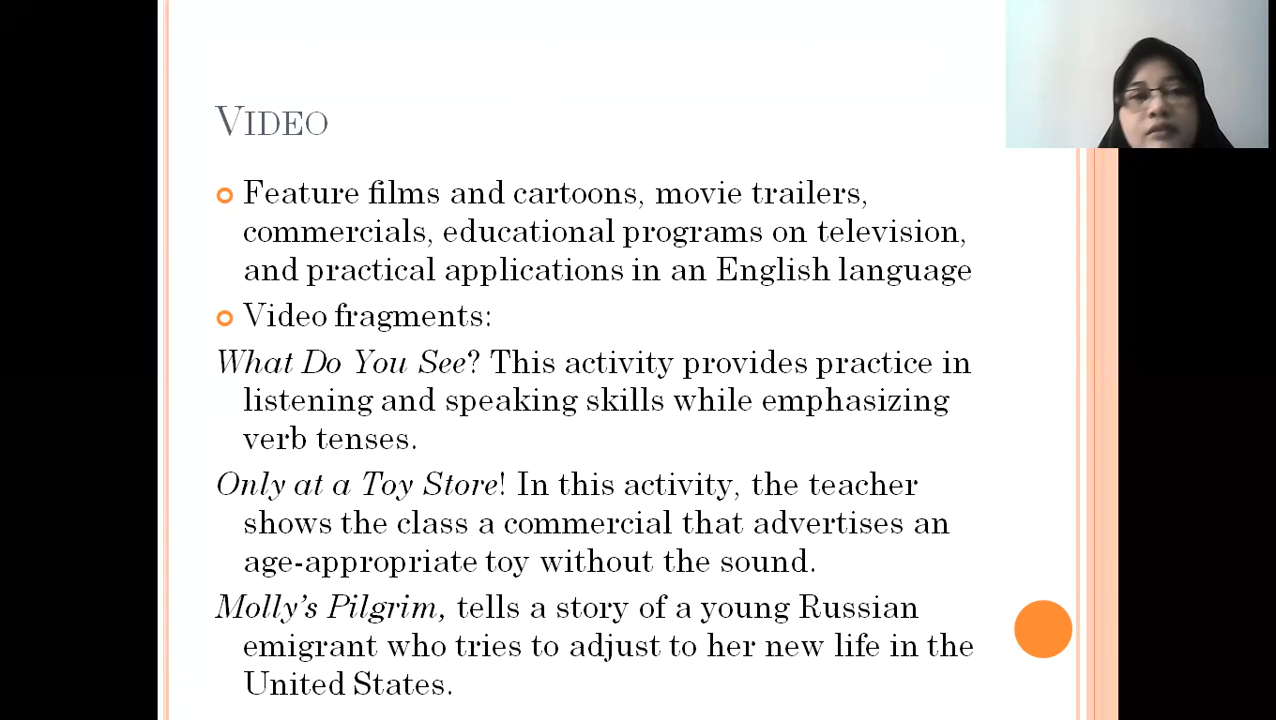 VIDEO
Feature films and cartoons, movie trailers,
commercials, educational programs on television,
and practical applications in an English language
Video fragments:
What Do You See? This activity provides practice in
listening and speaking skills while emphasizing
verb tenses.
Only at a Toy Store! In this activity, the teacher
shows the class a commercial that advertises an
age-appropriate toy without the sound.
Molly's Pilgrim, tells a story of a young Russian
emigrant who tries to adjust to her new life in the
United States.